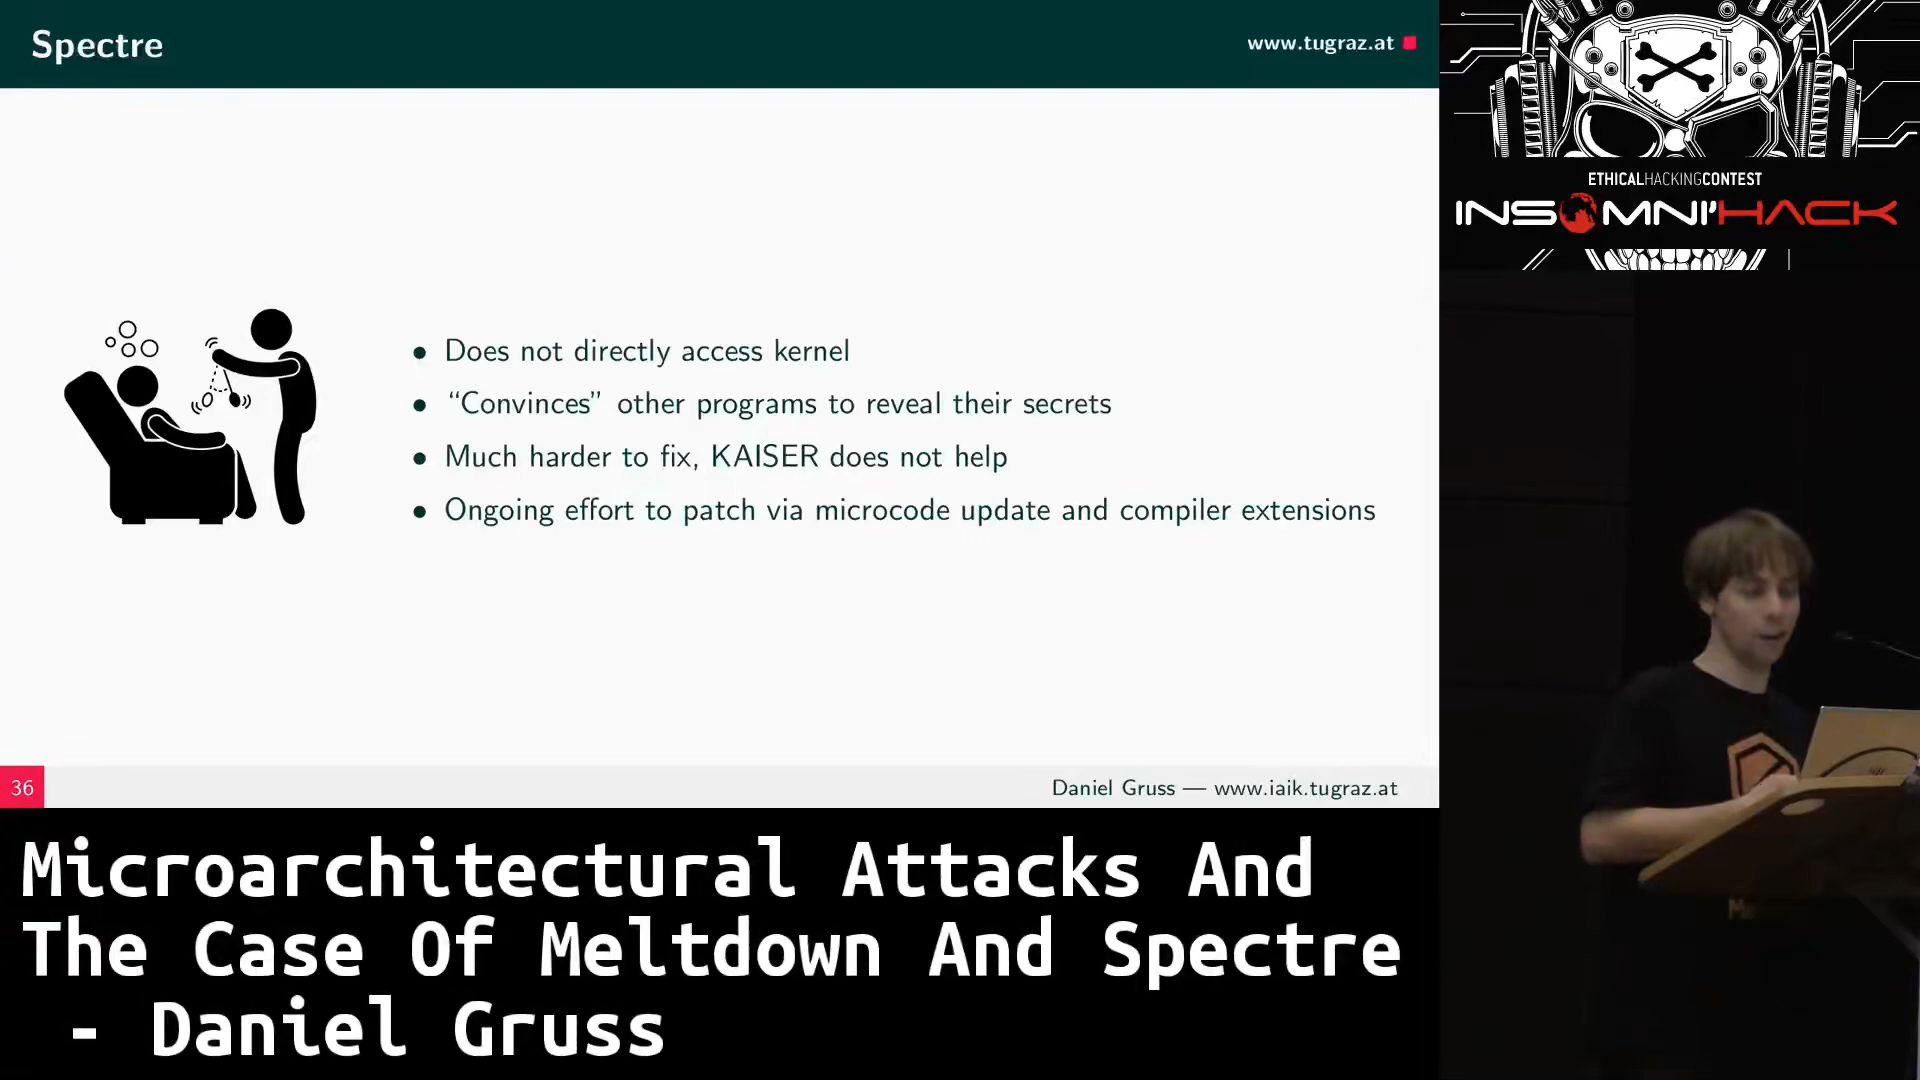 Spectre
www.tugraz.at
ETHICALHACKINGCONTEST
INSOMNI'HACK
• Does not directly access kernel
• “Convinces” other programs to reveal their secrets
• Much harder to fix, KAISER does not help
• Ongoing effort to patch via microcode update and compiler extensions
36
Daniel Gruss — www.iaik.tugraz.at
Microarchitectural Attacks And
The Case Of Meltdown And Spectre
- Daniel Gruss